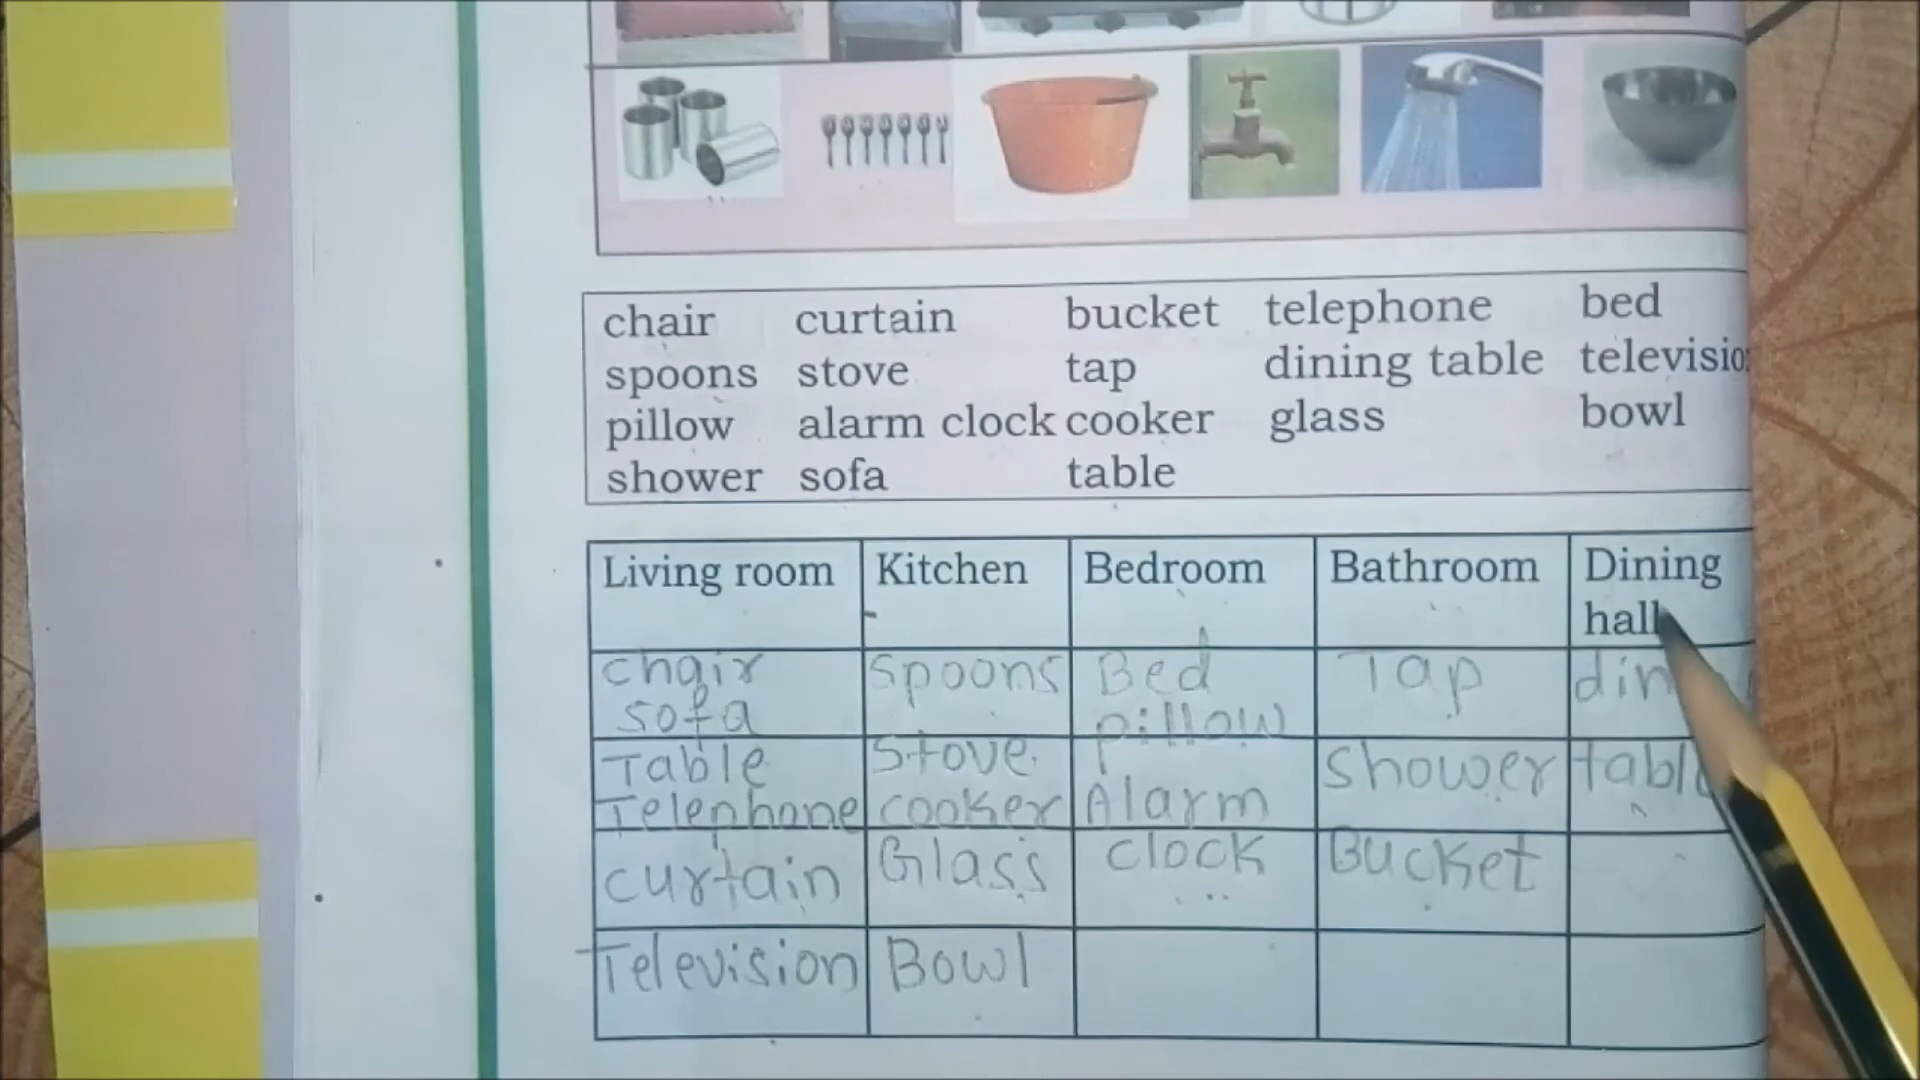 chair curtain bucket telephone bed
spoons stove tap dining table televisio
pillow alarm clock cooker glass bowl
shower sofa table
Living room Kitchen Bedroom Bathroom Dining
hall
chair Spoons Bed Tap din
sofa pillow
Table Stove Shower table
Telephone cooker Alarm
curtain Glass clock Bucket
Television Bowl